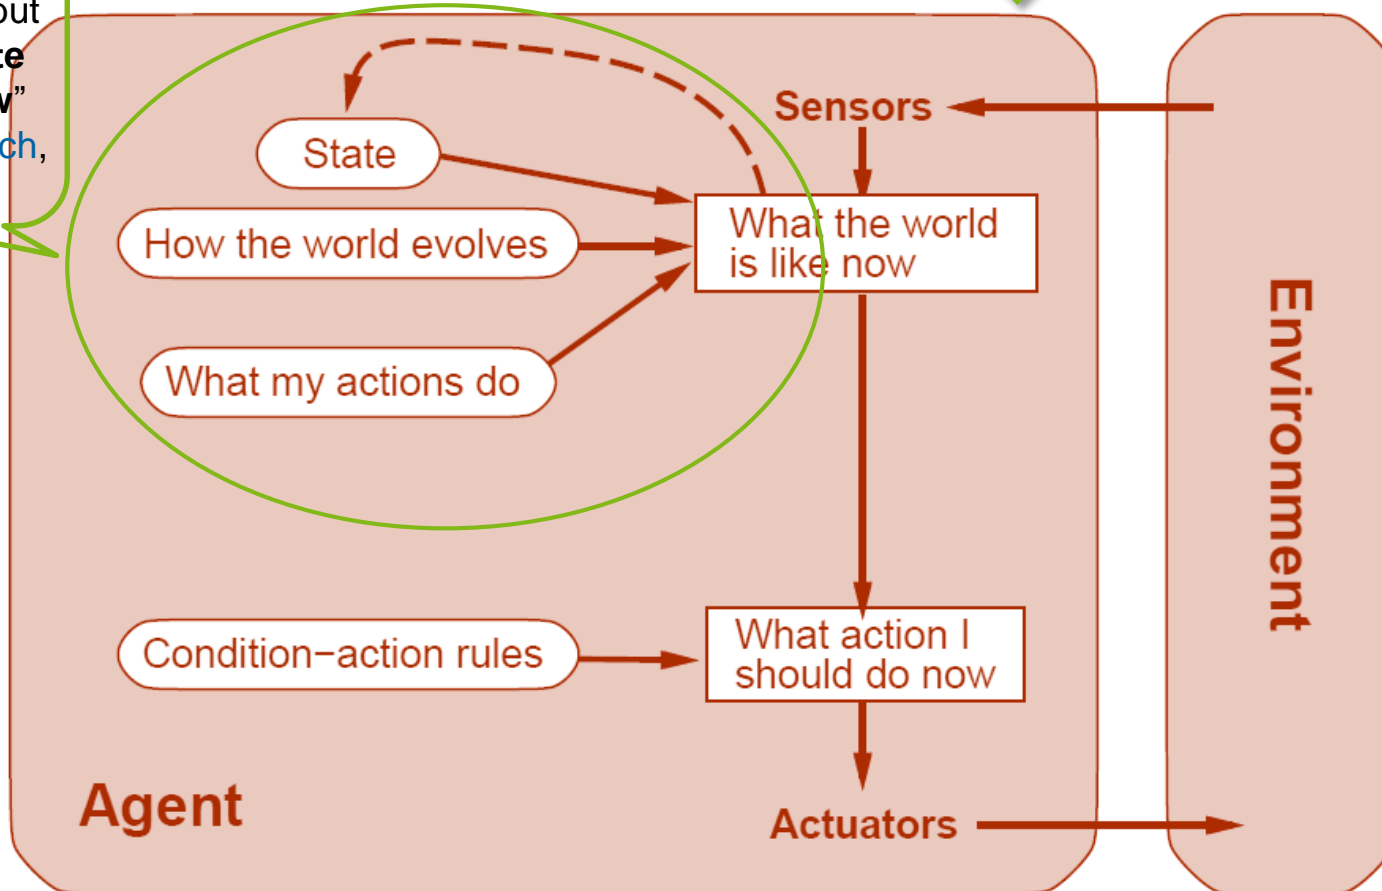 out
te
w”
ch,
Sensors
State
What the world
is like now
How the world evolves
What my actions do
Environment
Condition–action rules
What action I
should do now
Agent
Actuators